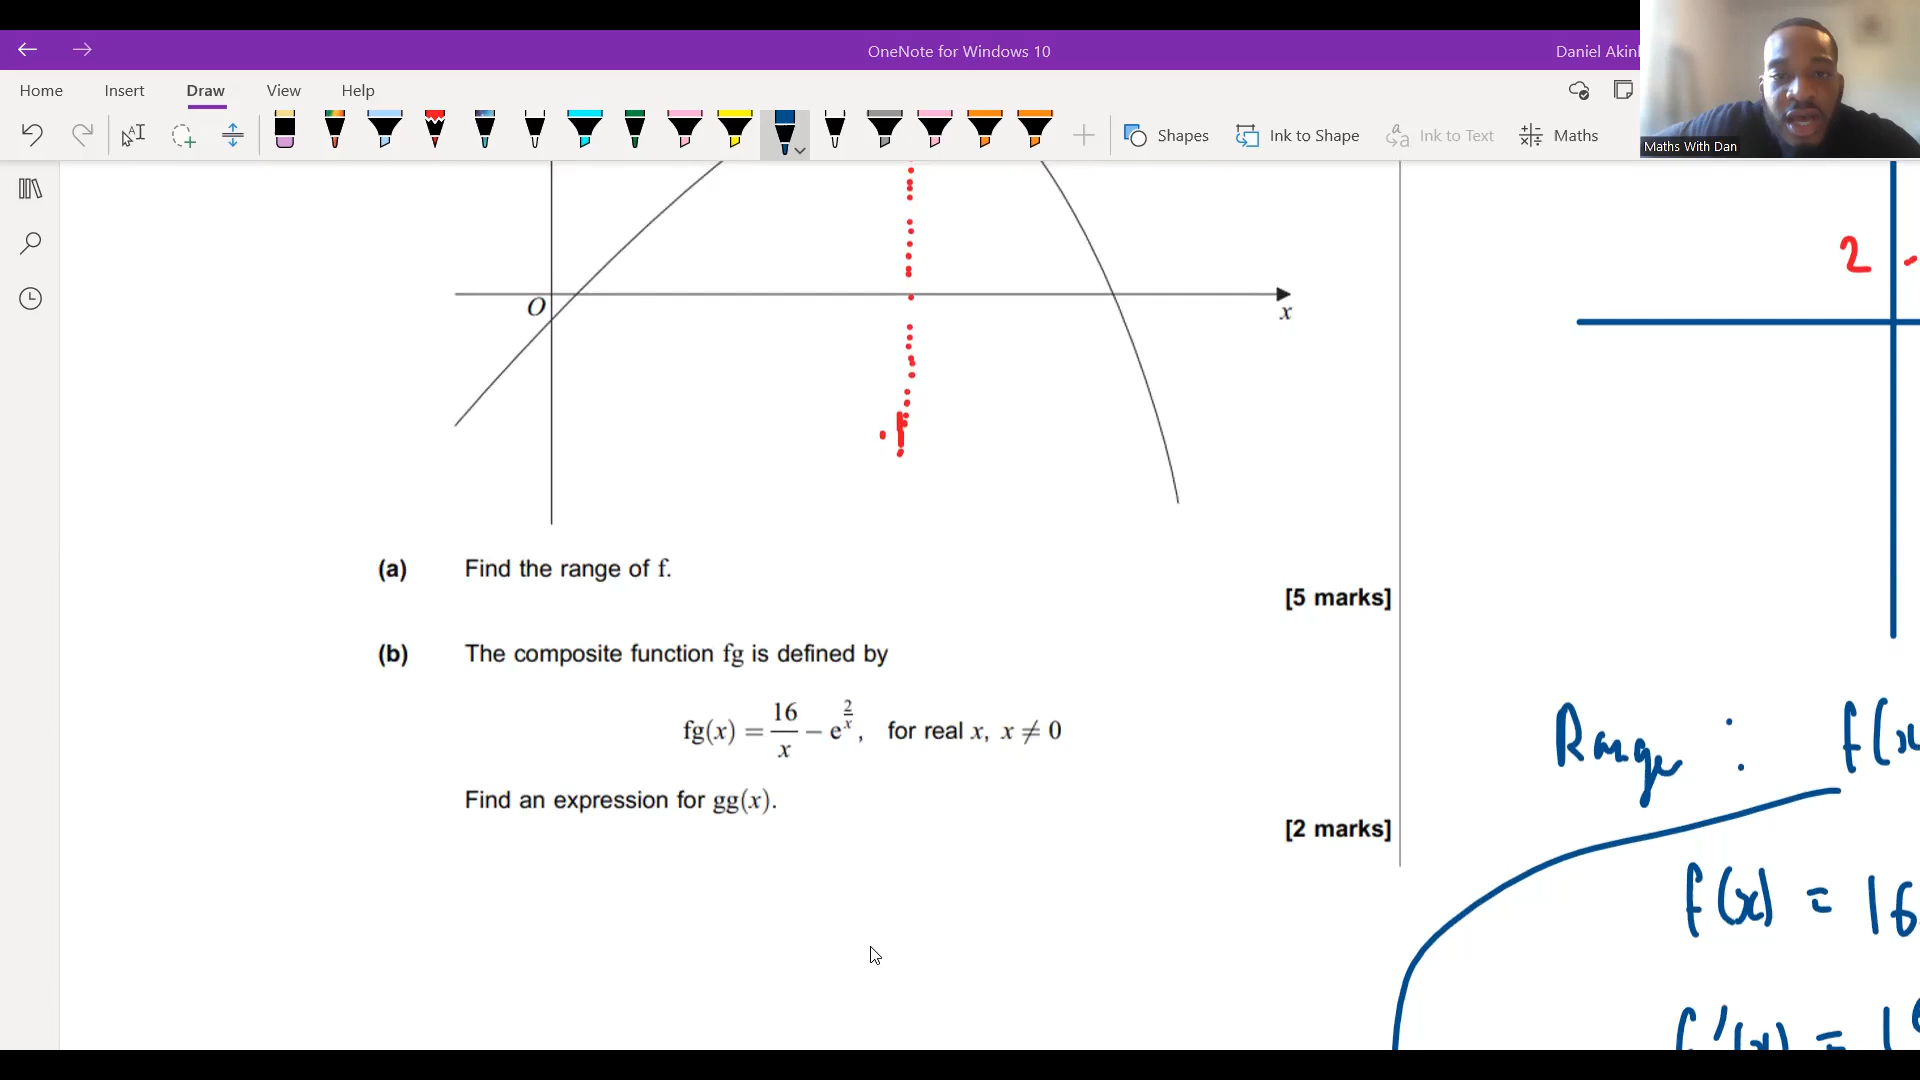 OneNote for Windows 10
Daniel Akin
Home Insert Draw View Help
Shapes Ink to Shape Ink to Text Maths
Maths With Dan
2
O
x
(a) Find the range of f.
[5 marks]
(b) The composite function fg is defined by
fg(x) = 16/x − e^(2/x), for real x, x ≠ 0
Find an expression for gg(x).
[2 marks]
Range : f(x
f(x) = 16
f'(x) = 16